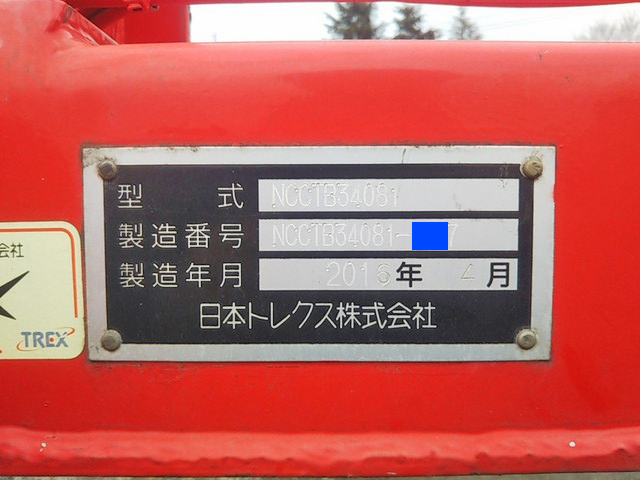 型 式 NCCTB34081
製造番号 NCCTB34081- 7
製造年月 2016年 4月
日本トレクス株式会社
会社
TREX